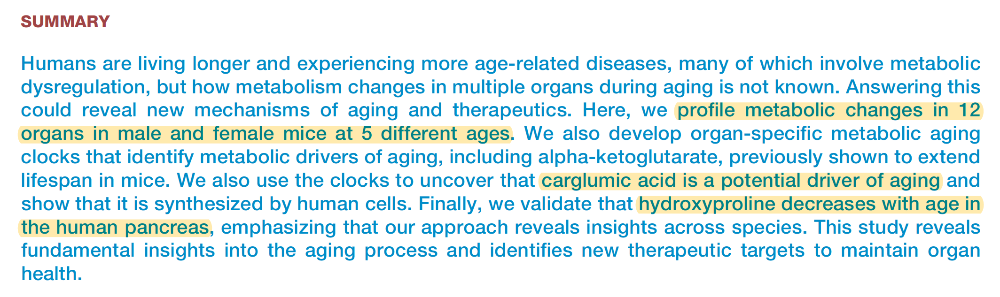 SUMMARY
Humans are living longer and experiencing more age-related diseases, many of which involve metabolic
dysregulation, but how metabolism changes in multiple organs during aging is not known. Answering this
could reveal new mechanisms of aging and therapeutics. Here, we profile metabolic changes in 12
organs in male and female mice at 5 different ages. We also develop organ-specific metabolic aging
clocks that identify metabolic drivers of aging, including alpha-ketoglutarate, previously shown to extend
lifespan in mice. We also use the clocks to uncover that carglumic acid is a potential driver of aging and
show that it is synthesized by human cells. Finally, we validate that hydroxyproline decreases with age in
the human pancreas, emphasizing that our approach reveals insights across species. This study reveals
fundamental insights into the aging process and identifies new therapeutic targets to maintain organ
health.